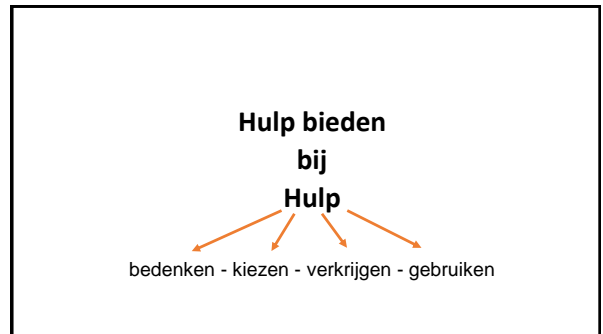 Hulp bieden
bij
Hulp
bedenken - kiezen - verkrijgen - gebruiken